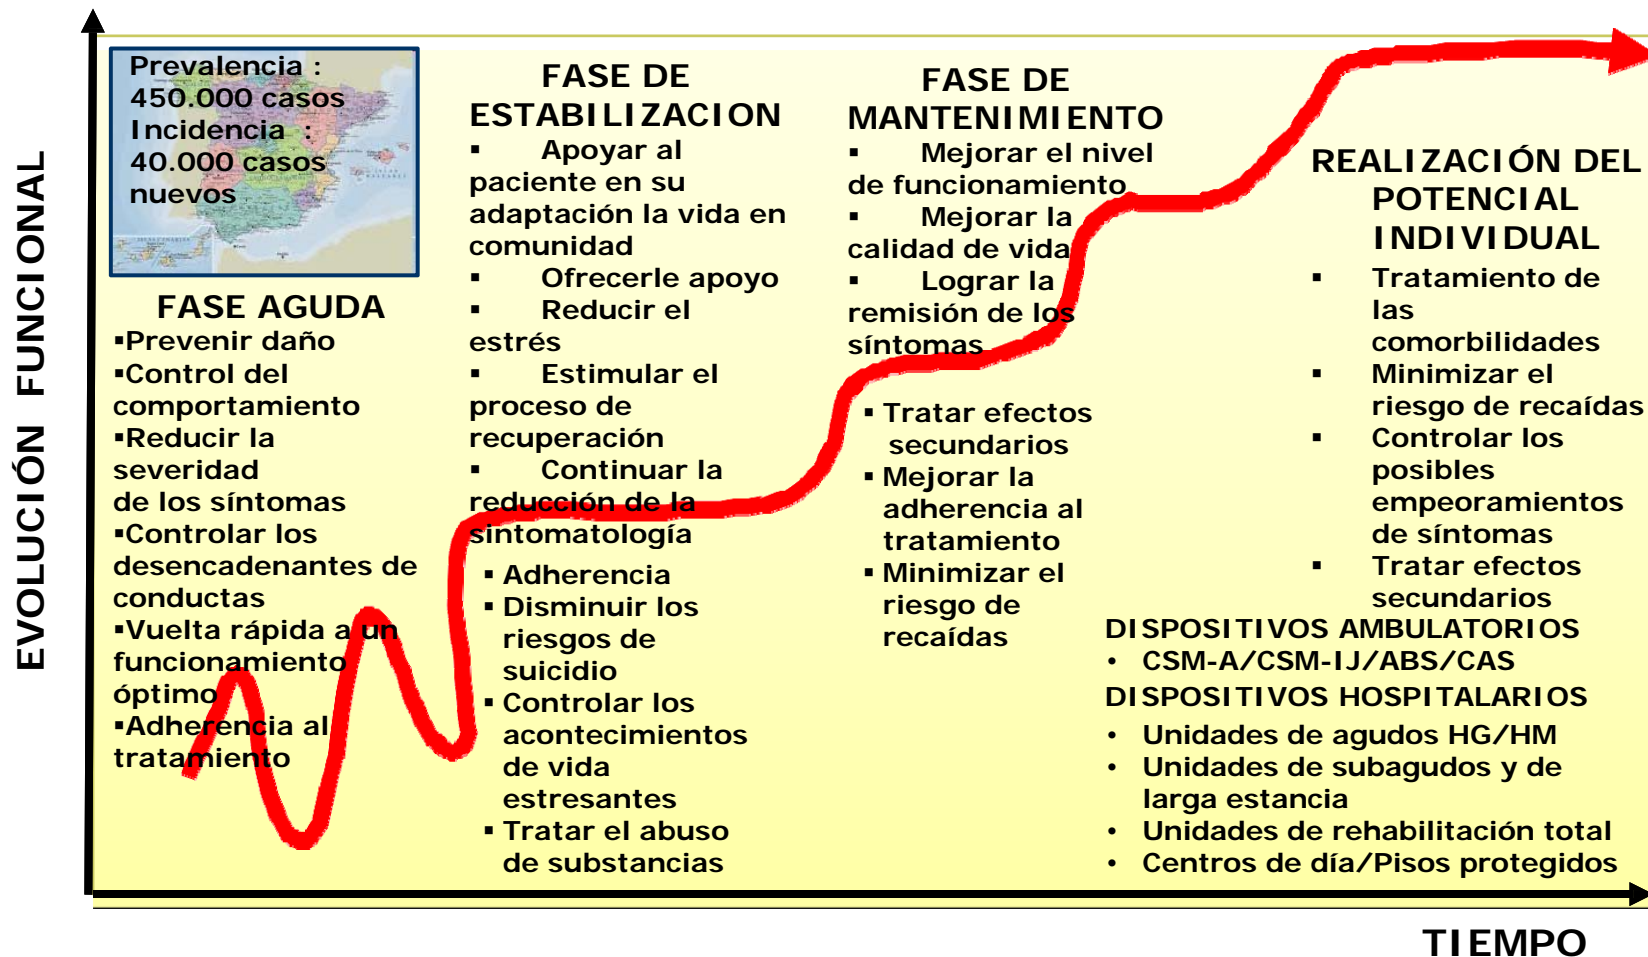 EVOLUCIÓN FUNCIONAL
Prevalencia :
450.000 casos
Incidencia :
40.000 casos
nuevos
FASE AGUDA
▪Prevenir daño
▪Control del
comportamiento
▪Reducir la
severidad
de los síntomas
▪Controlar los
desencadenantes de
conductas
▪Vuelta rápida a un
funcionamiento
óptimo
▪Adherencia al
tratamiento
FASE DE
ESTABILIZACION
▪ Apoyar al
paciente en su
adaptación la vida en
comunidad
▪ Ofrecerle apoyo
▪ Reducir el
estrés
▪ Estimular el
proceso de
recuperación
▪ Continuar la
reducción de la
sintomatología
▪ Adherencia
▪ Disminuir los
riesgos de
suicidio
▪ Controlar los
acontecimientos
de vida
estresantes
▪ Tratar el abuso
de substancias
FASE DE
MANTENIMIENTO
▪ Mejorar el nivel
de funcionamiento
▪ Mejorar la
calidad de vida
▪ Lograr la
remisión de los
síntomas
▪ Tratar efectos
secundarios
▪ Mejorar la
adherencia al
tratamiento
▪ Minimizar el
riesgo de
recaídas
REALIZACIÓN DEL
POTENCIAL
INDIVIDUAL
▪ Tratamiento de
las
comorbilidades
▪ Minimizar el
riesgo de recaídas
▪ Controlar los
posibles
empeoramientos
de síntomas
▪ Tratar efectos
secundarios
DISPOSITIVOS AMBULATORIOS
• CSM-A/CSM-IJ/ABS/CAS
DISPOSITIVOS HOSPITALARIOS
• Unidades de agudos HG/HM
• Unidades de subagudos y de
larga estancia
• Unidades de rehabilitación total
• Centros de día/Pisos protegidos
TIEMPO